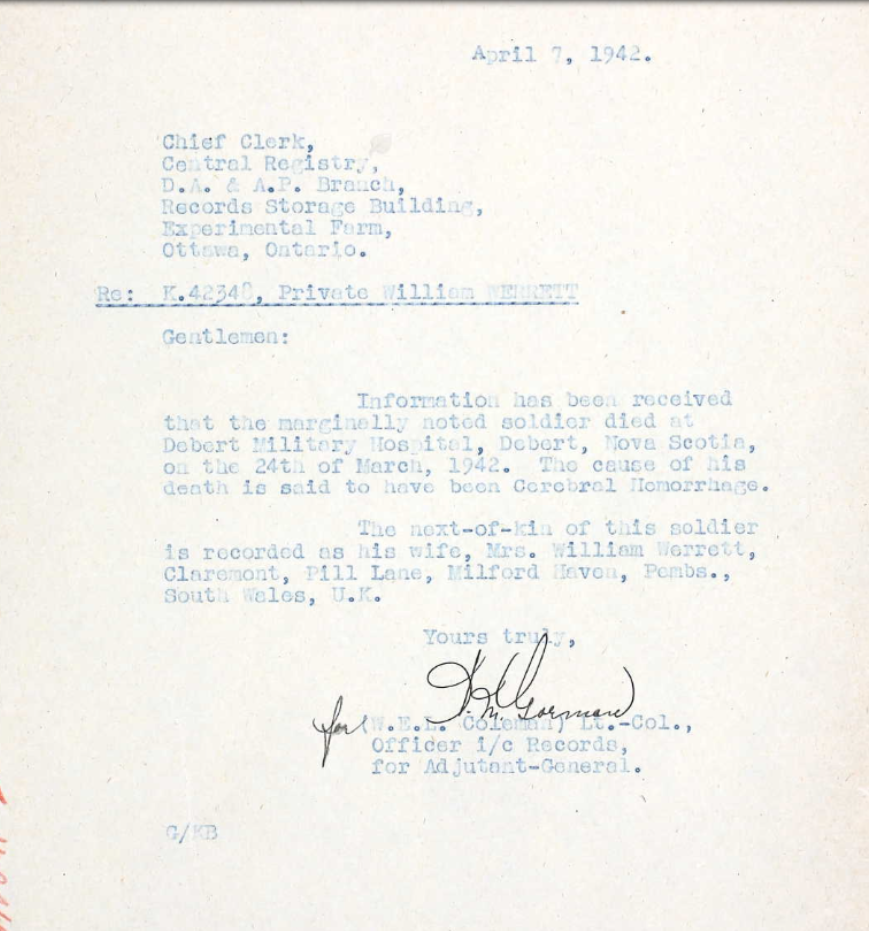 April 7, 1942.
Chief Clerk,
Central Registry,
D.A. & A.P. Branch,
Records Storage Building,
Experimental Farm,
Ottawa, Ontario.
Re: K.42348, Private William WERRETT
Gentlemen:
Information has been received
that the marginally noted soldier died at
Debert Military Hospital, Debert, Nova Scotia,
on the 24th of March, 1942. The cause of his
death is said to have been Cerebral Hemorrhage.
The next-of-kin of this soldier
is recorded as his wife, Mrs. William Werrett,
Claremont, Pill Lane, Milford Haven, Pembs.,
South Wales, U.K.
Yours truly,
for (W.E.L. Coleman) Lt.-Col.,
Officer i/c Records,
for Adjutant-General.
G/KB